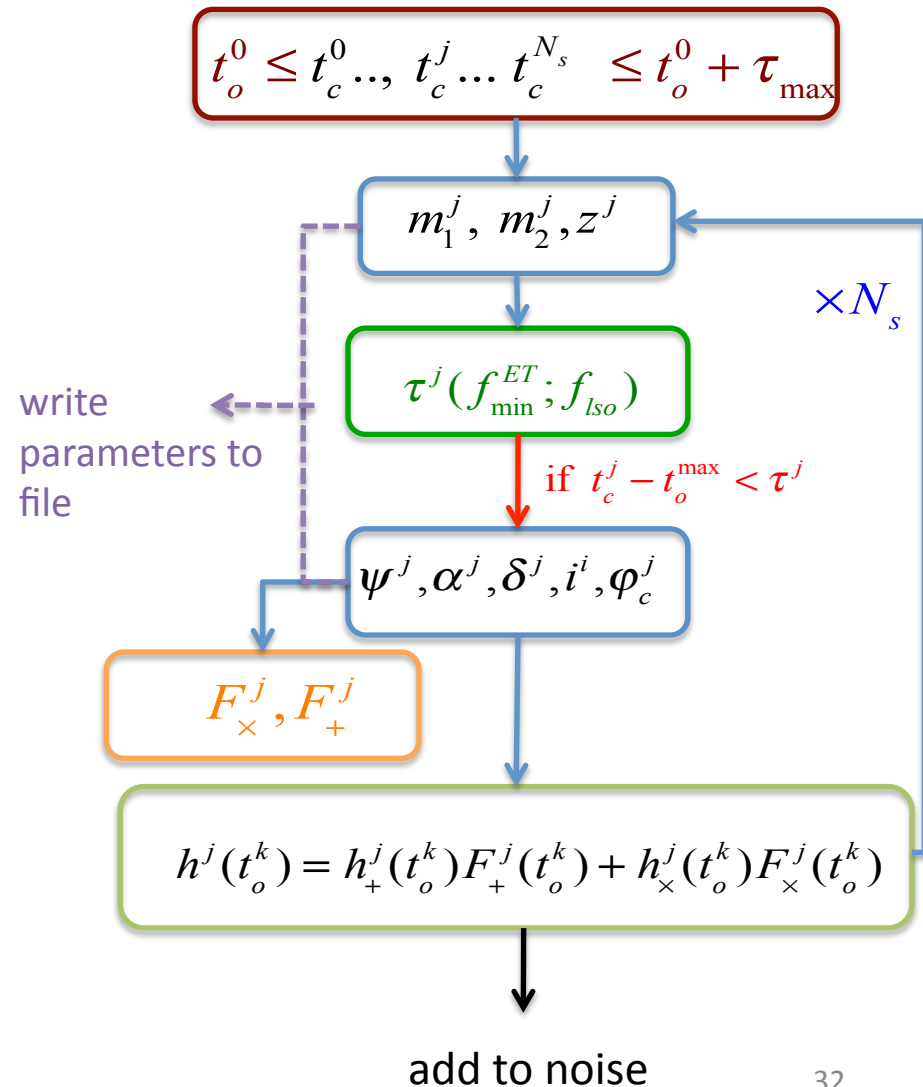 t_o^0 ≤ t_c^0.., t_c^j ... t_c^{N_s} ≤ t_o^0 + τ_max
m_1^j, m_2^j, z^j
×N_s
τ^j(f_min^{ET}; f_lso)
write
parameters to
file
if t_c^j − t_o^max < τ^j
ψ^j, α^j, δ^j, i^i, φ_c^j
F_×^j, F_+^j
h^j(t_o^k) = h_+^j(t_o^k)F_+^j(t_o^k) + h_×^j(t_o^k)F_×^j(t_o^k)
add to noise
32